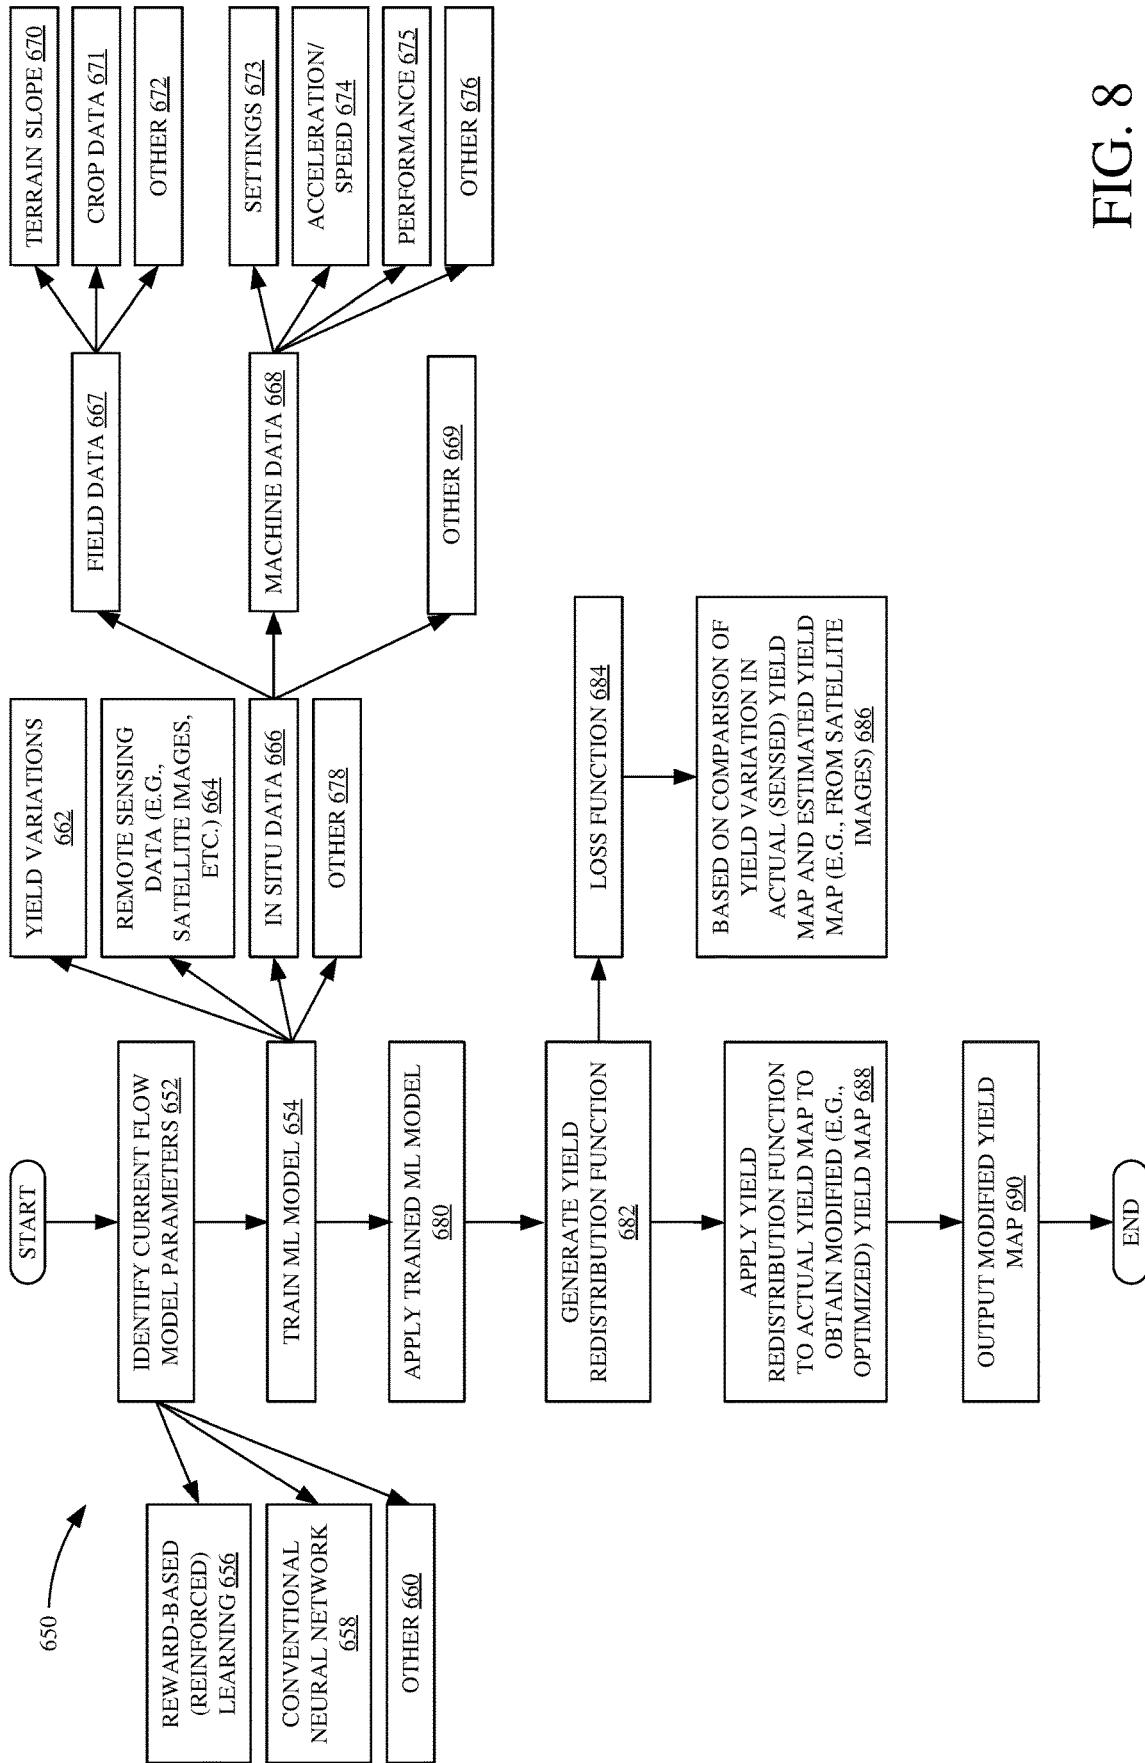 650
START
IDENTIFY CURRENT FLOW
MODEL PARAMETERS 652
REWARD-BASED
(REINFORCED)
LEARNING 656
CONVENTIONAL
NEURAL NETWORK
658
OTHER 660
TRAIN ML MODEL 654
YIELD VARIATIONS
662
REMOTE SENSING
DATA (E.G.,
SATELLITE IMAGES,
ETC.) 664
IN SITU DATA 666
OTHER 678
FIELD DATA 667
TERRAIN SLOPE 670
CROP DATA 671
OTHER 672
MACHINE DATA 668
SETTINGS 673
ACCELERATION/
SPEED 674
PERFORMANCE 675
OTHER 676
OTHER 669
APPLY TRAINED ML MODEL
680
GENERATE YIELD
REDISTRIBUTION FUNCTION
682
LOSS FUNCTION 684
BASED ON COMPARISON OF
YIELD VARIATION IN
ACTUAL (SENSED) YIELD
MAP AND ESTIMATED YIELD
MAP (E.G., FROM SATELLITE
IMAGES) 686
APPLY YIELD
REDISTRIBUTION FUNCTION
TO ACTUAL YIELD MAP TO
OBTAIN MODIFIED (E.G.,
OPTIMIZED) YIELD MAP 688
OUTPUT MODIFIED YIELD
MAP 690
END
FIG. 8